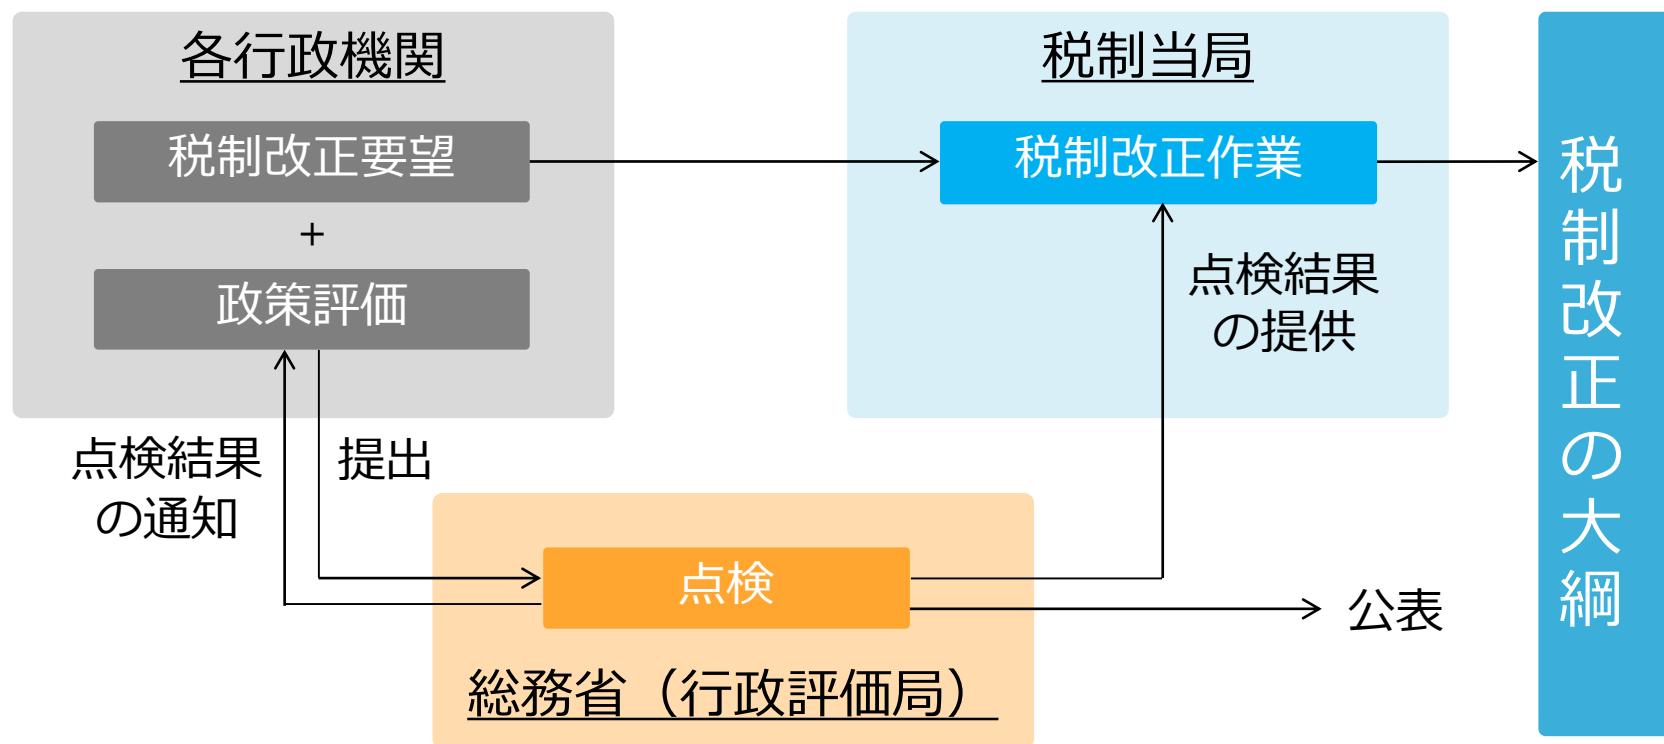 各行政機関
税制改正要望
+
政策評価
点検結果
の通知
提出
税制当局
税制改正作業
点検結果
の提供
点検
総務省（行政評価局）
公表
税制改正の大綱